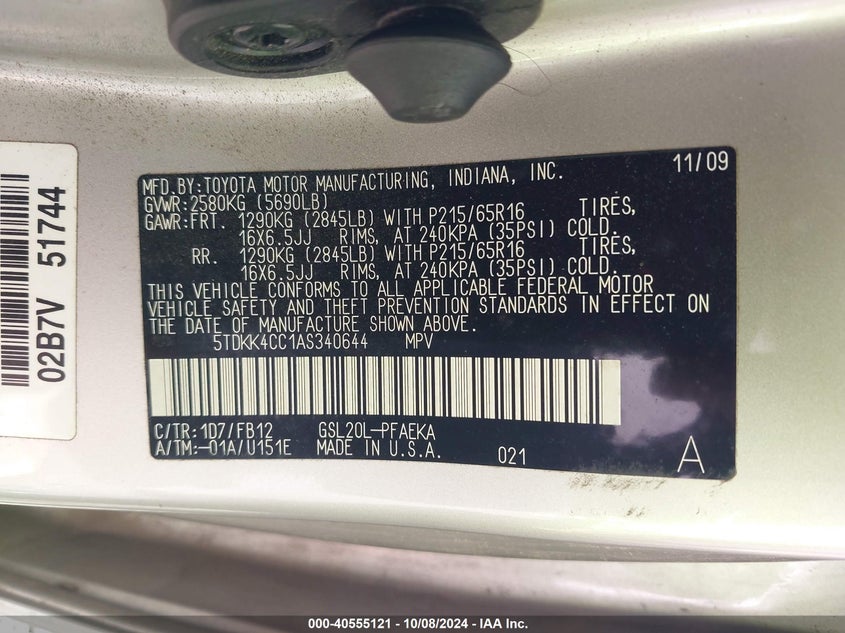 02B7V 51744
11/09
MFD.BY:TOYOTA MOTOR MANUFACTURING, INDIANA, INC.
GVWR:2580KG (5690LB)
GAWR:FRT. 1290KG (2845LB) WITH P215/65R16 TIRES,
16X6.5JJ RIMS, AT 240KPA (35PSI) COLD.
RR. 1290KG (2845LB) WITH P215/65R16 TIRES,
16X6.5JJ RIMS, AT 240KPA (35PSI) COLD.
THIS VEHICLE CONFORMS TO ALL APPLICABLE FEDERAL MOTOR
VEHICLE SAFETY AND THEFT PREVENTION STANDARDS IN EFFECT ON
THE DATE OF MANUFACTURE SHOWN ABOVE.
5TDKK4CC1AS340644 MPV
C/TR:1D7/FB12 GSL20L-PFAEKA
A/TM:-01A/U151E MADE IN U.S.A. 021
A
000-40555121 - 10/08/2024 - IAA Inc.